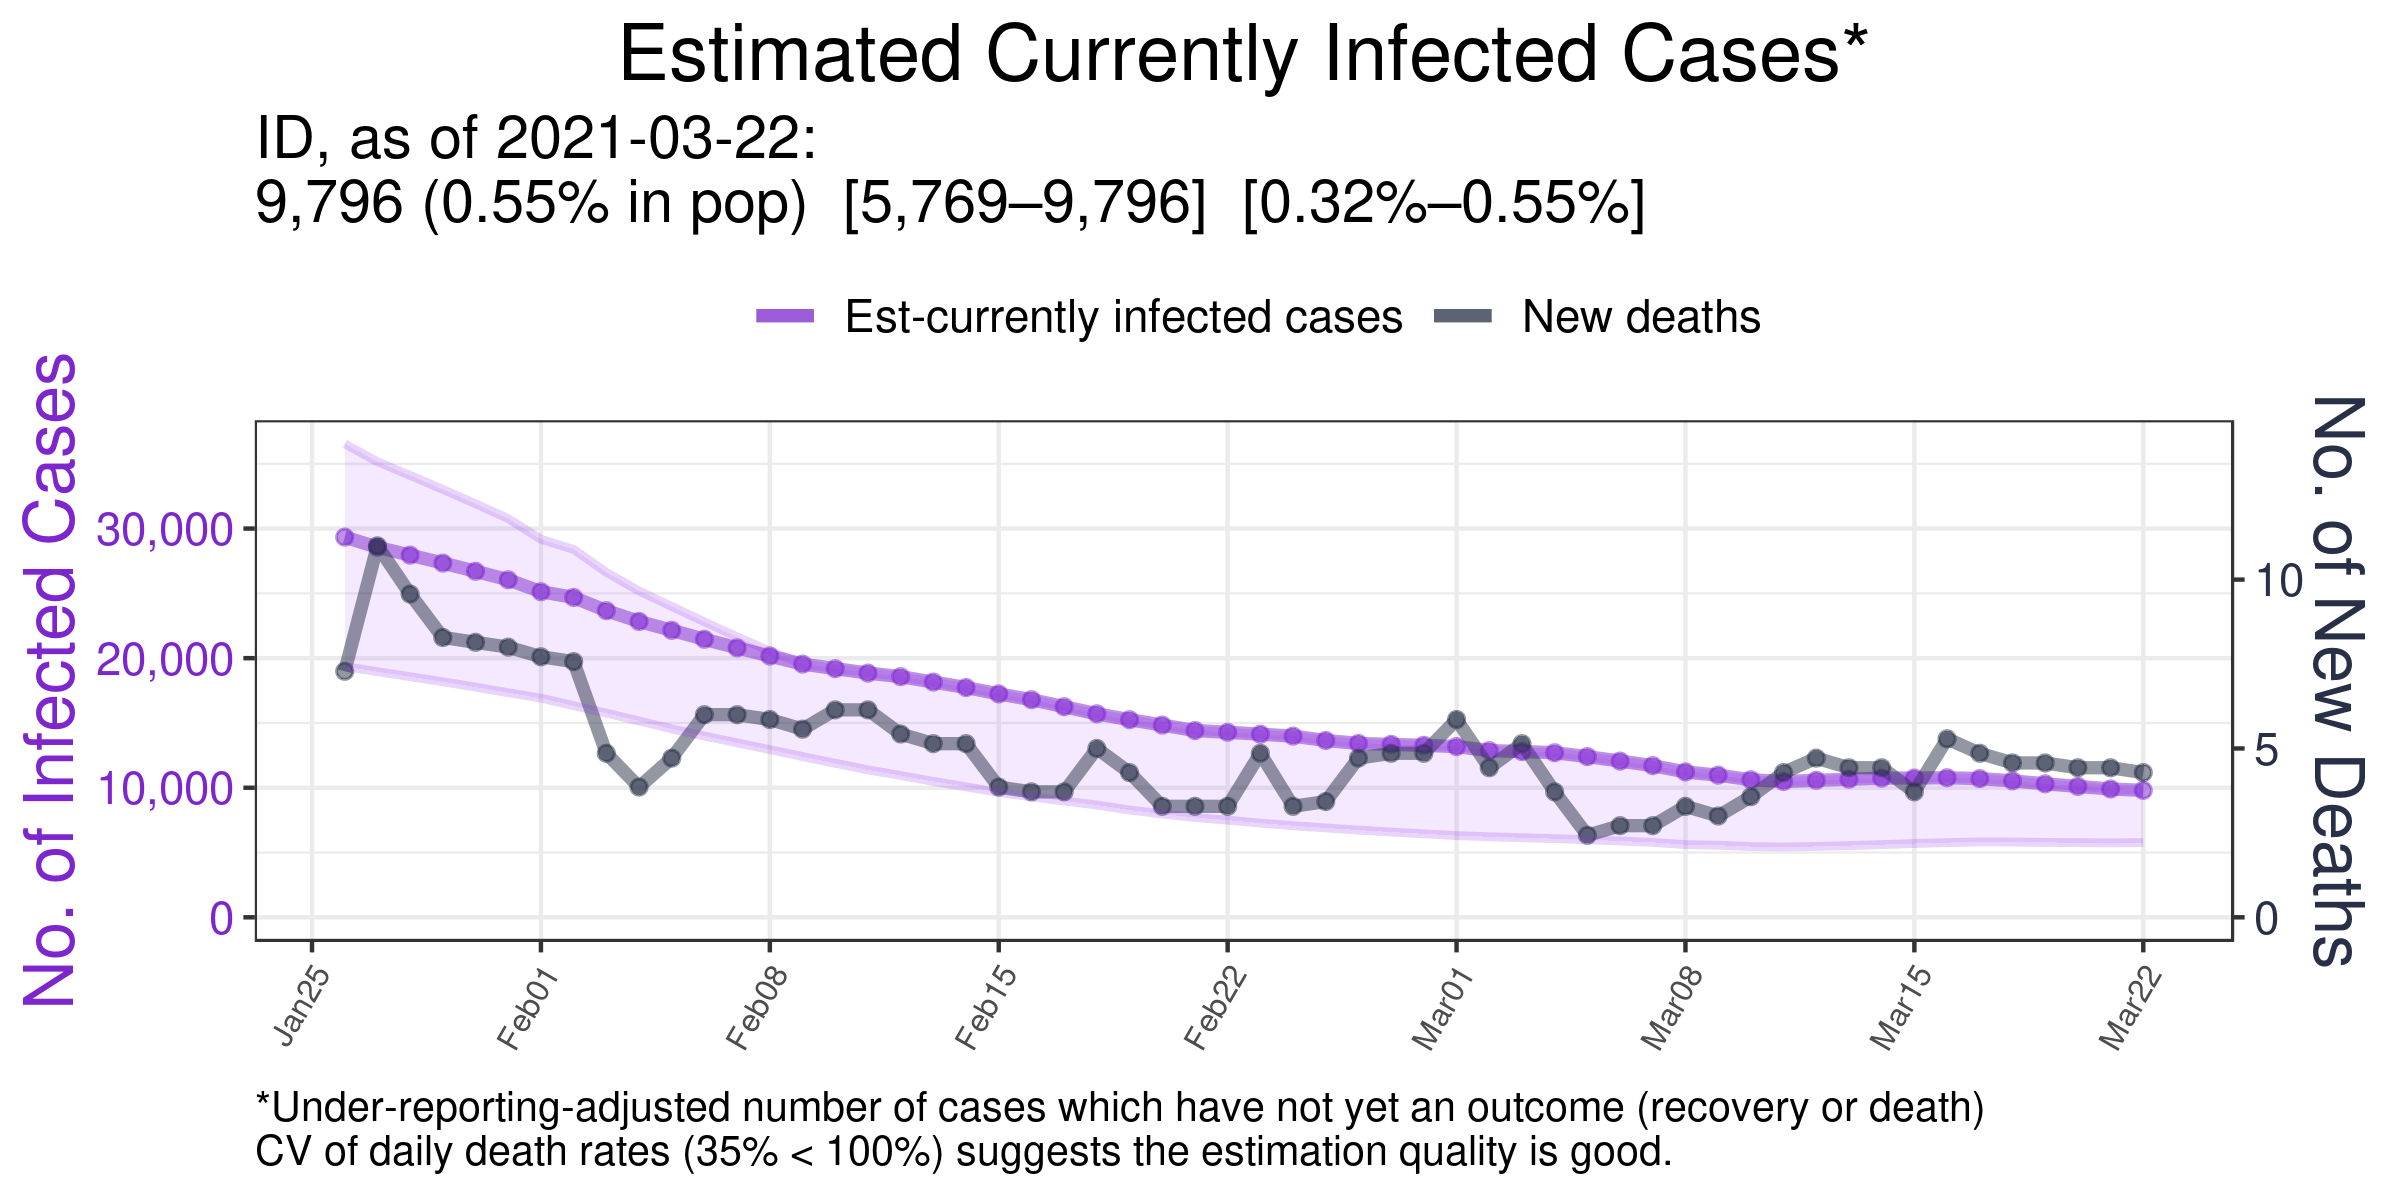 Estimated Currently Infected Cases*
ID, as of 2021-03-22:
9,796 (0.55% in pop)  [5,769–9,796]  [0.32%–0.55%]
Est-currently infected cases
New deaths
No. of Infected Cases
30,000
20,000
10,000
0
No. of New Deaths
10
5
0
Jan25
Feb01
Feb08
Feb15
Feb22
Mar01
Mar08
Mar15
Mar22
*Under-reporting-adjusted number of cases which have not yet an outcome (recovery or death)
CV of daily death rates (35% < 100%) suggests the estimation quality is good.